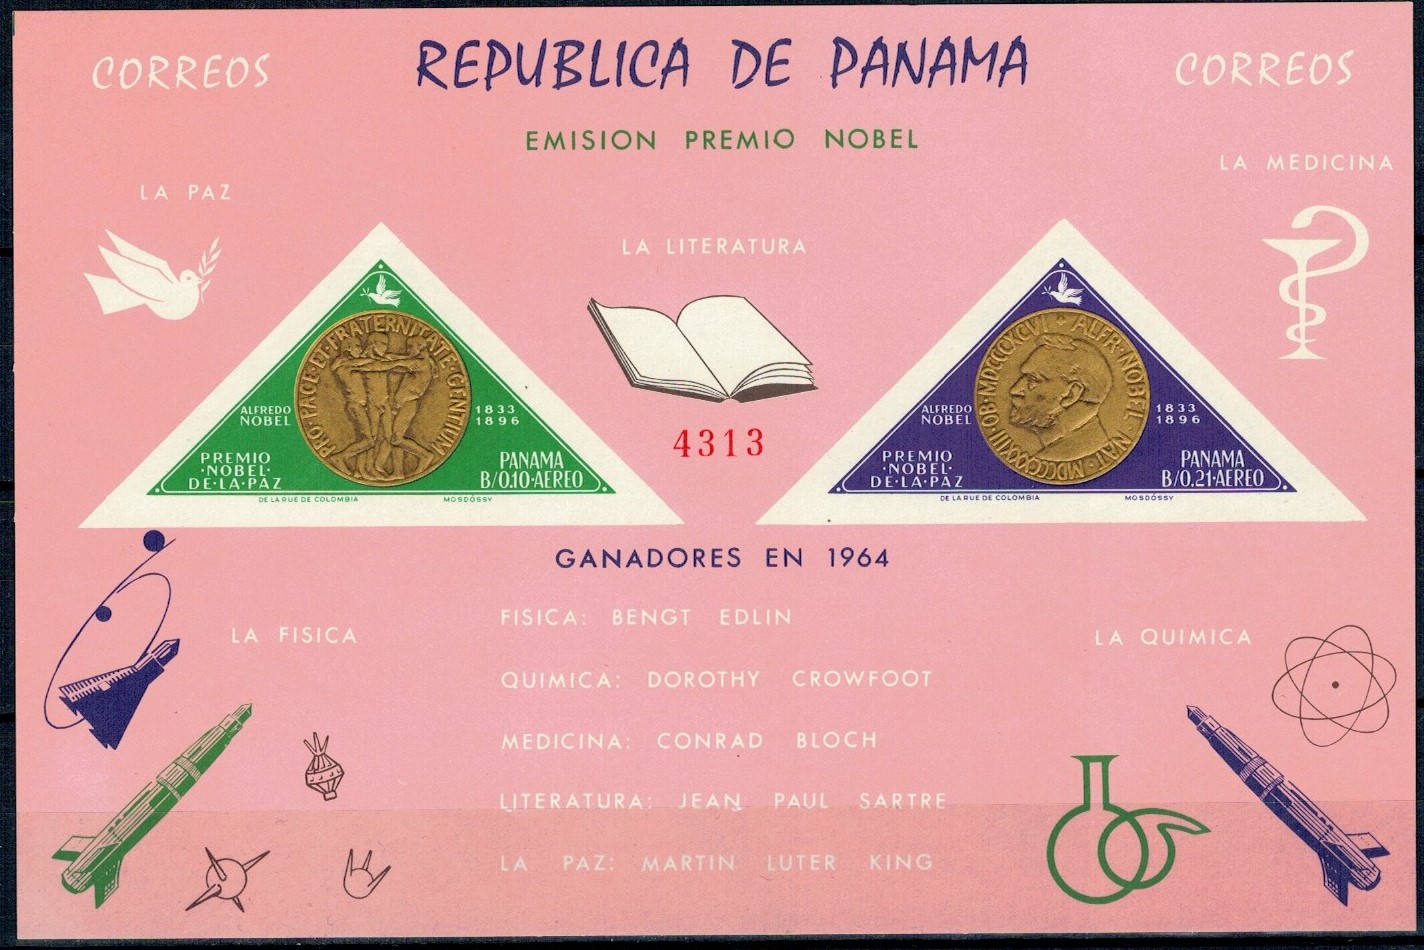 CORREOS
REPUBLICA DE PANAMA
CORREOS
EMISION PREMIO NOBEL
LA PAZ
LA MEDICINA
LA LITERATURA
PRO·PACE·ET·FRATERNITATE·GENTIUM
ALFREDO
NOBEL
1833
1896
PREMIO
·NOBEL·
DE·LA·PAZ
PANAMA
B/0.10·AEREO
DE LA RUE DE COLOMBIA
MOSDÓSSY
4313
ALFR·NOBEL·
NAT·MDCCCXXXIII·OB·MDCCCXCVI
ALFREDO
NOBEL
1833
1896
PREMIO
·NOBEL·
DE·LA·PAZ
PANAMA
B/0.21·AEREO
DE LA RUE DE COLOMBIA
MOSDÓSSY
GANADORES EN 1964
LA FISICA
LA QUIMICA
FISICA: BENGT EDLIN
QUIMICA: DOROTHY CROWFOOT
MEDICINA: CONRAD BLOCH
LITERATURA: JEAN PAUL SARTRE
LA PAZ: MARTIN LUTER KING